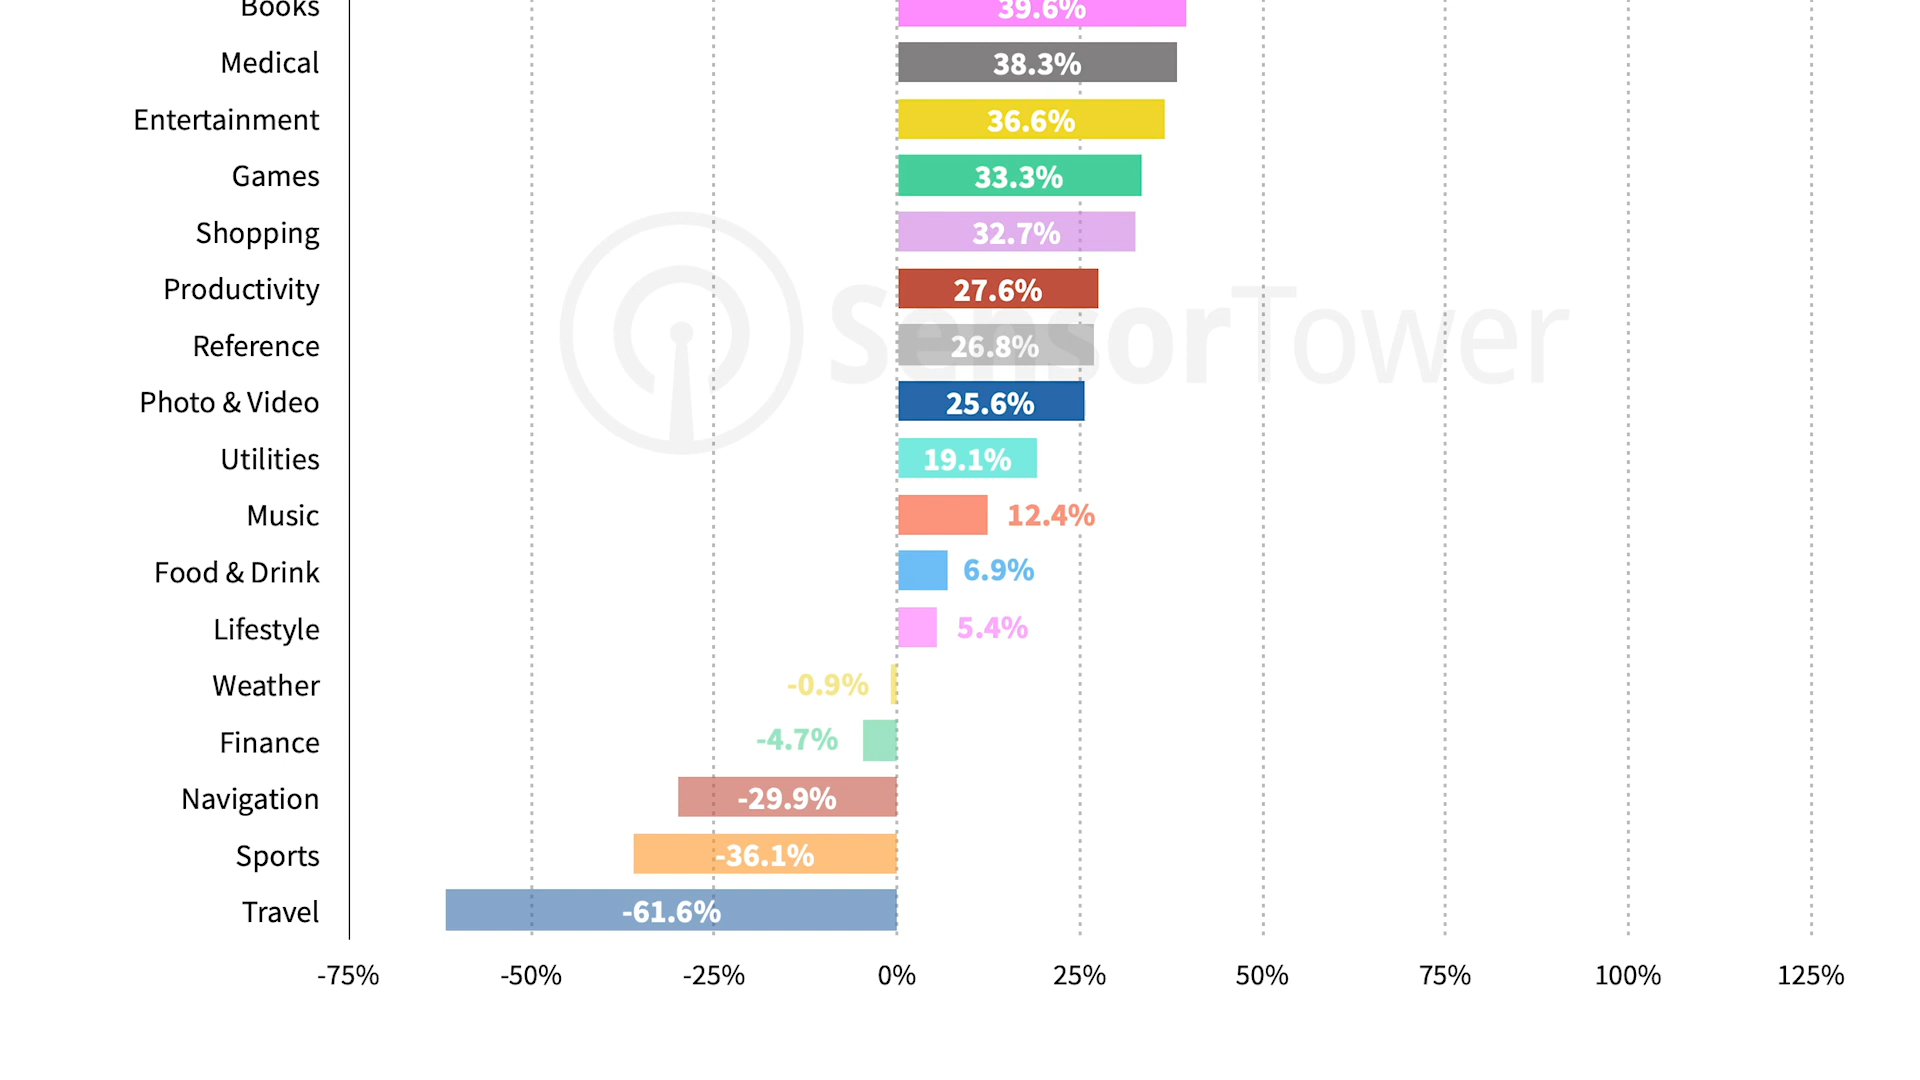 Books 39.6%
Medical 38.3%
Entertainment 36.6%
Games 33.3%
Shopping 32.7%
Productivity 27.6%
Reference 26.8%
SensorTower
Photo & Video 25.6%
Utilities 19.1%
Music 12.4%
Food & Drink 6.9%
Lifestyle 5.4%
Weather -0.9%
Finance -4.7%
Navigation -29.9%
Sports -36.1%
Travel -61.6%
-75% -50% -25% 0% 25% 50% 75% 100% 125%